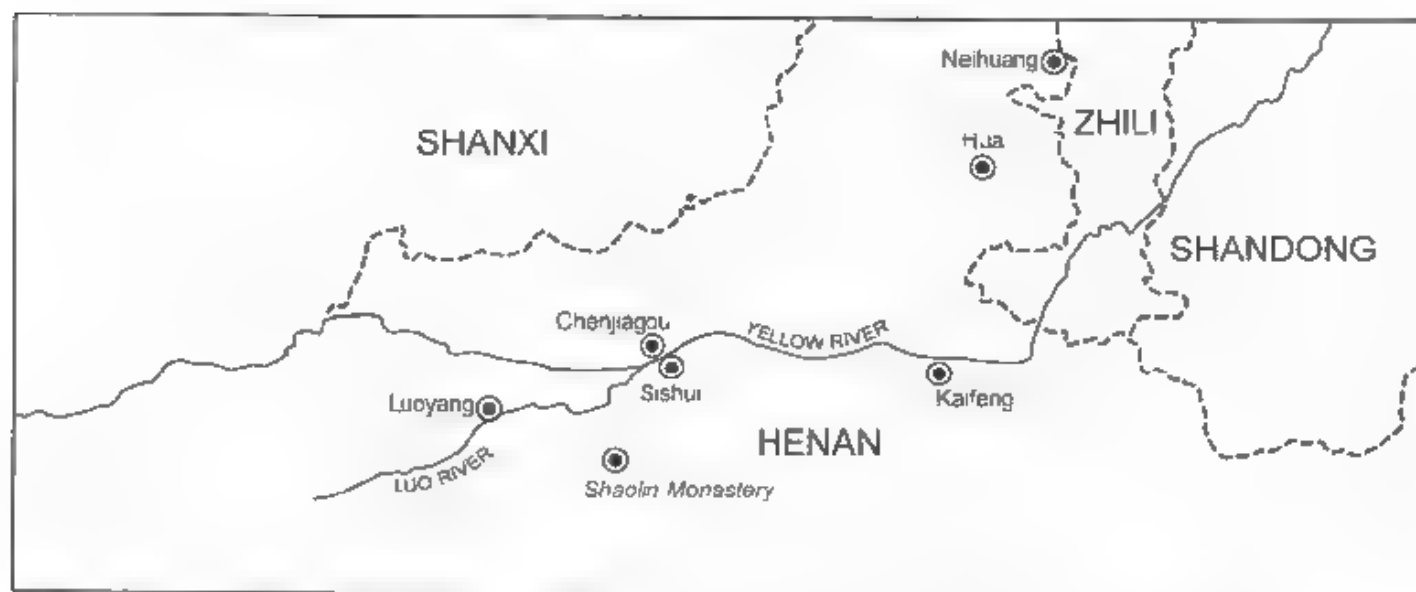 Neihuang
ZHILI
SHANXI
Hua
SHANDONG
Chenjiagou
YELLOW RIVER
Sishui
Kaifeng
Luoyang
HENAN
LUO RIVER
Shaolin Monastery